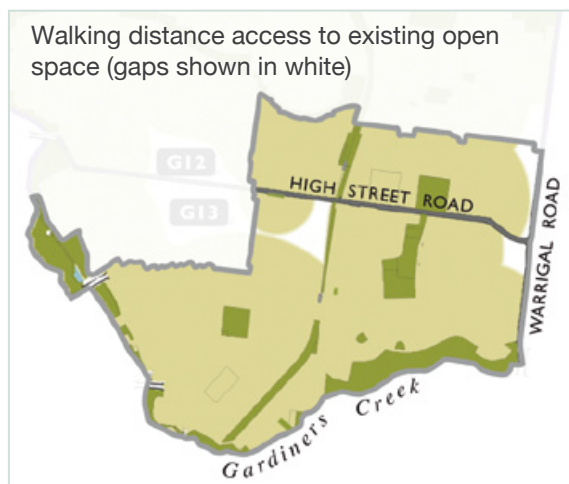 Walking distance access to existing open
space (gaps shown in white)
G12
HIGH STREET ROAD
G13
WARRIGAL ROAD
Gardiners Creek